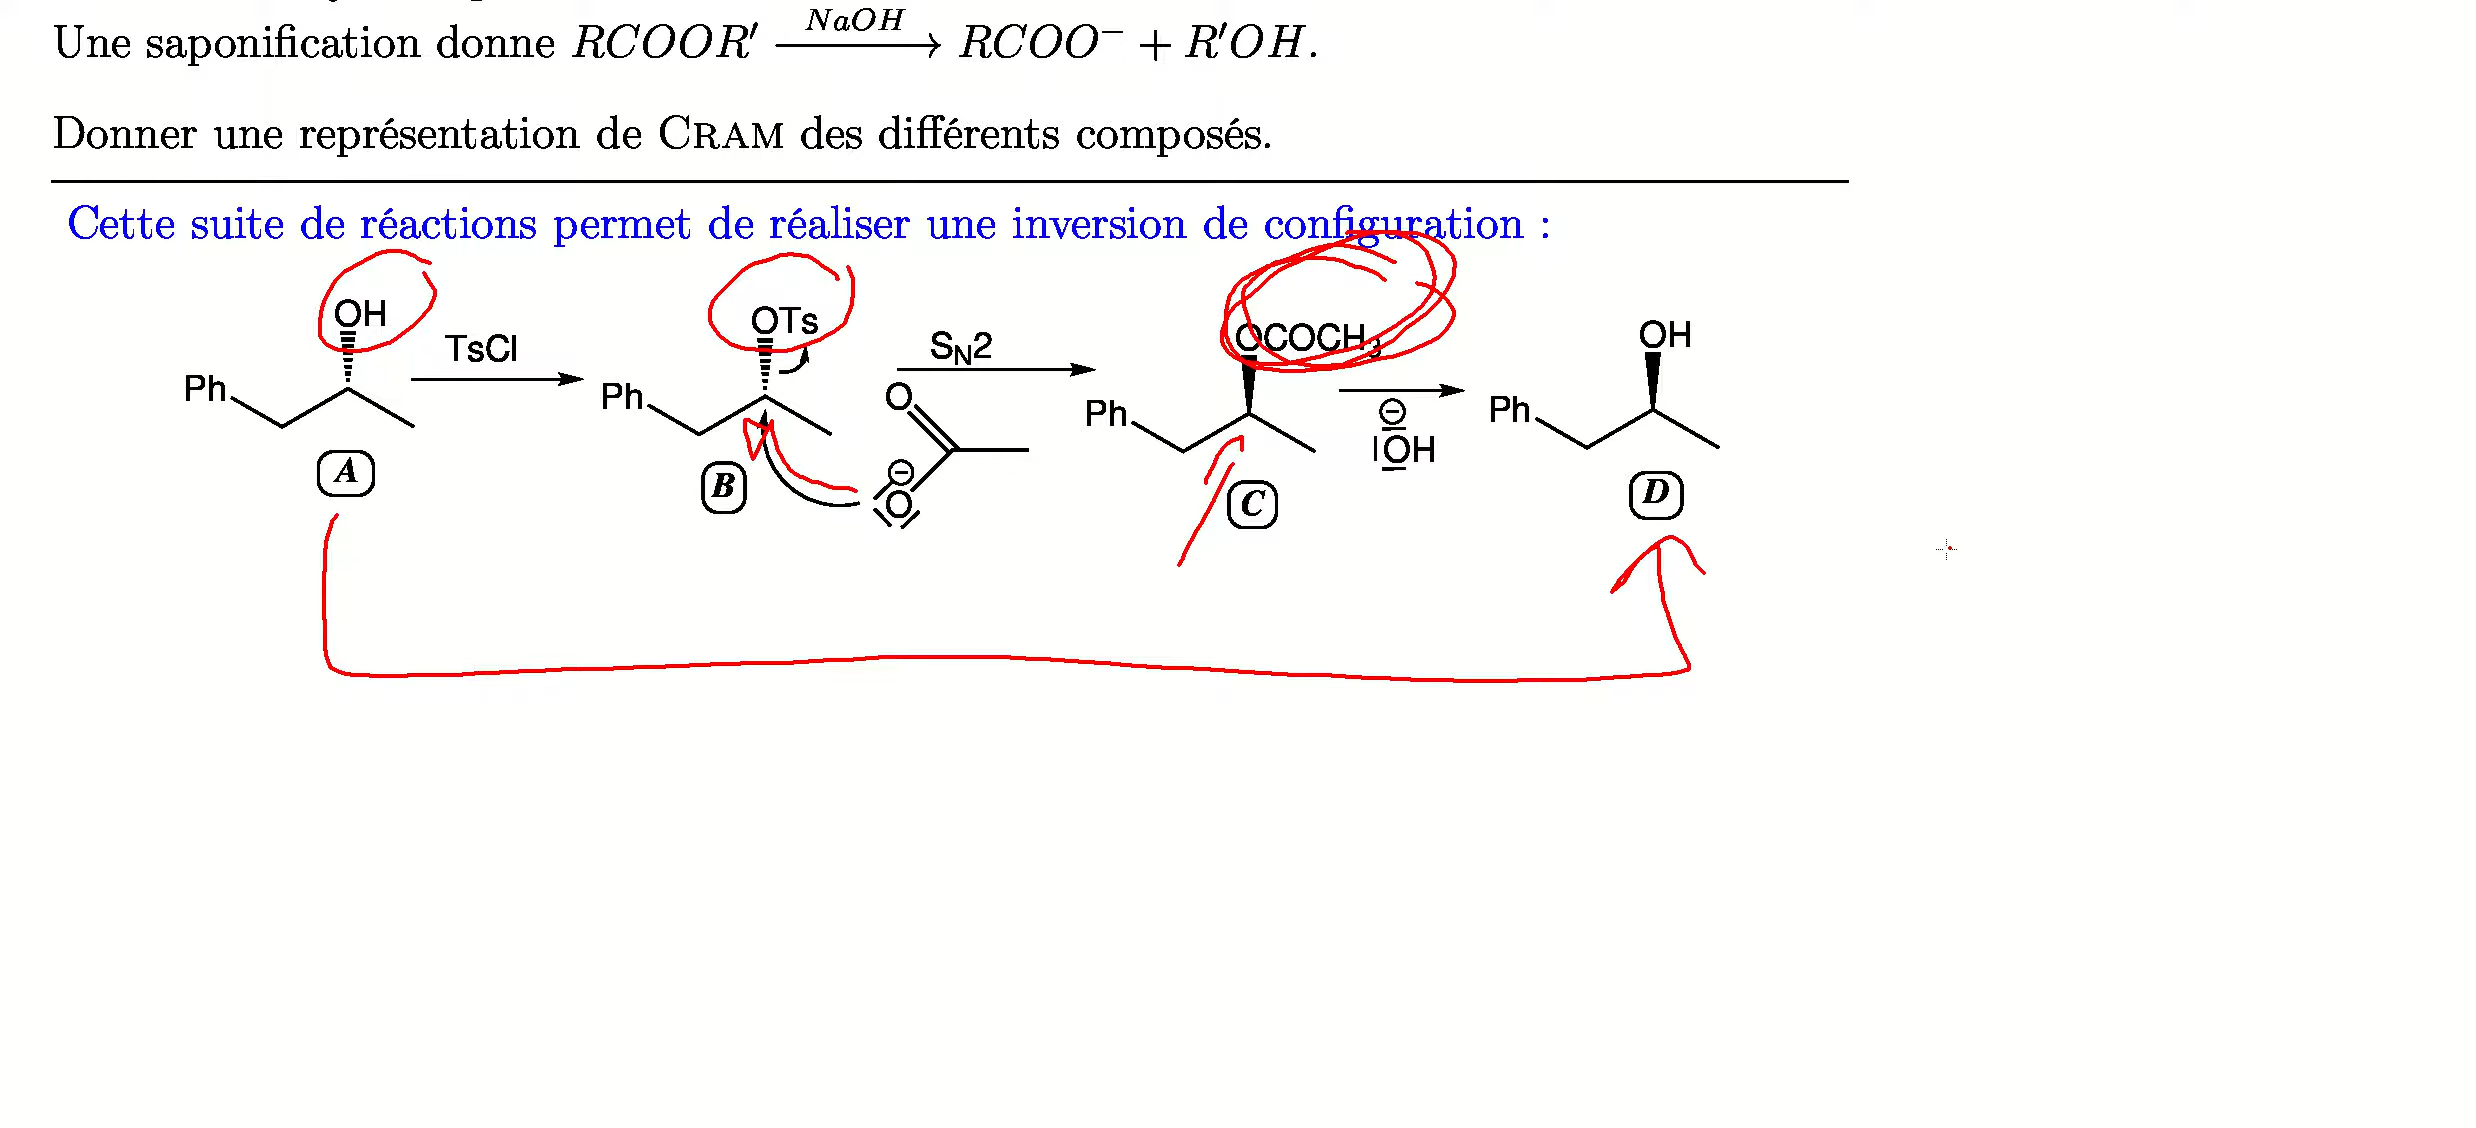 Une saponification donne RCOOR' NaOH → RCOO⁻ + R'OH.
Donner une représentation de CRAM des différents composés.
Cette suite de réactions permet de réaliser une inversion de configuration :
OH
Ph
A
TsCl
OTs
Ph
B
S_N2
O
⊖
O
OCOCH₃
Ph
C
⊖
|OH
OH
Ph
D